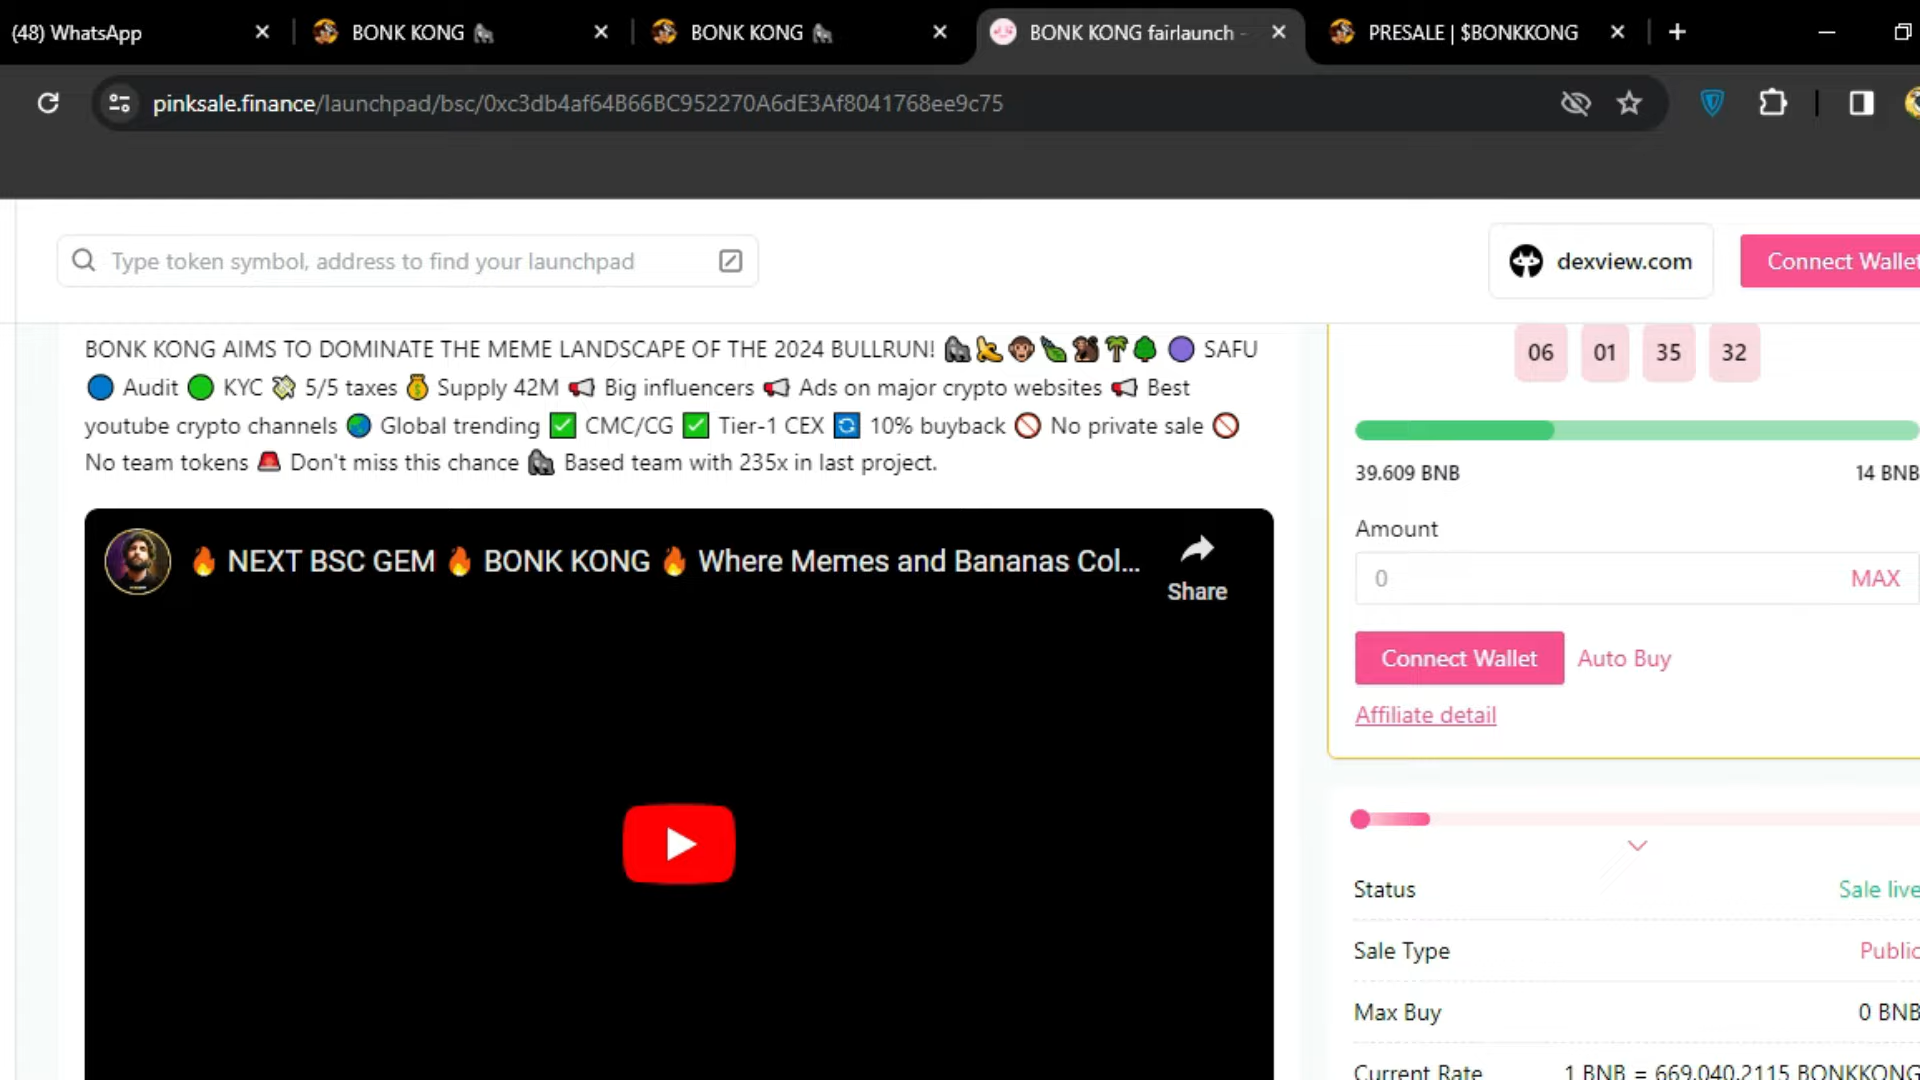 (48) WhatsApp
BONK KONG 🦍
BONK KONG 🦍
BONK KONG fairlaunch -
PRESALE | $BONKKONG
pinksale.finance/launchpad/bsc/0xc3db4af64B66BC952270A6dE3Af8041768ee9c75
Type token symbol, address to find your launchpad
dexview.com
Connect Wallet
BONK KONG AIMS TO DOMINATE THE MEME LANDSCAPE OF THE 2024 BULLRUN! 🦍🍌🐵🍃🐒🌴🌳 🟣 SAFU
🔵 Audit 🟢 KYC 💸 5/5 taxes 💰 Supply 42M 📢 Big influencers 📢 Ads on major crypto websites 📢 Best
youtube crypto channels 🌏 Global trending ✅ CMC/CG ✅ Tier-1 CEX 🔄 10% buyback 🚫 No private sale 🚫
No team tokens 🚨 Don't miss this chance 🦍 Based team with 235x in last project.
🔥 NEXT BSC GEM 🔥 BONK KONG 🔥 Where Memes and Bananas Col...
Share
06 01 35 32
39.609 BNB 14 BNB
Amount
0 MAX
Connect Wallet Auto Buy
Affiliate detail
Status Sale live
Sale Type Public
Max Buy 0 BNB
Current Rate 1 BNB = 669,040.2115 BONKKONG